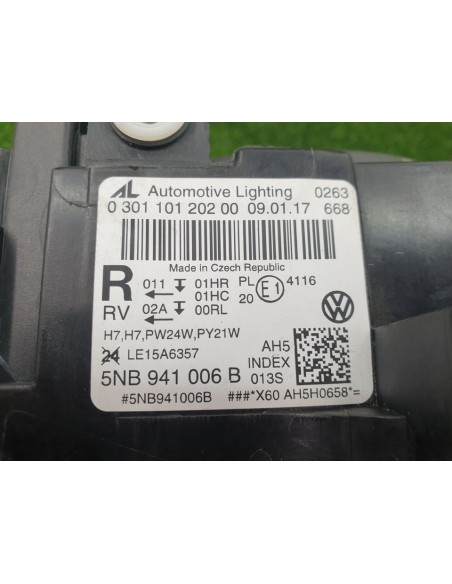 AL Automotive Lighting 0263
0 301 101 202 00 09.01.17 668
Made in Czech Republic
R 011 01HR PL E1 4116
01HC 20
RV 02A 00RL
H7,H7,PW24W,PY21W
24 LE15A6357 AH5
INDEX
5NB 941 006 B 013S
#5NB941006B ###*X60 AH5H0658*=